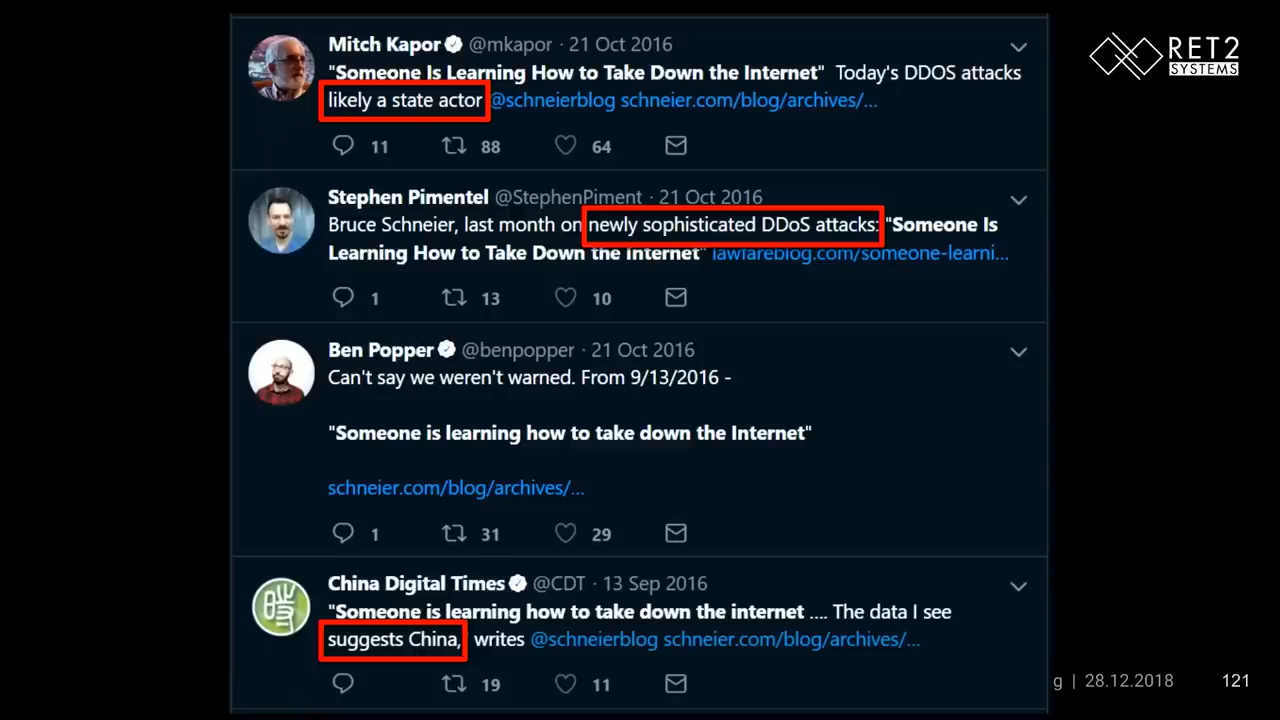 Mitch Kapor @mkapor · 21 Oct 2016
"Someone Is Learning How to Take Down the Internet" Today's DDOS attacks
likely a state actor @schneierblog schneier.com/blog/archives/...
11 88 64
Stephen Pimentel @StephenPiment · 21 Oct 2016
Bruce Schneier, last month on newly sophisticated DDoS attacks: "Someone Is
Learning How to Take Down the Internet" lawfareblog.com/someone-learni...
1 13 10
Ben Popper @benpopper · 21 Oct 2016
Can't say we weren't warned. From 9/13/2016 -
"Someone is learning how to take down the Internet"
schneier.com/blog/archives/...
1 31 29
China Digital Times @CDT · 13 Sep 2016
"Someone is learning how to take down the internet .... The data I see
suggests China, writes @schneierblog schneier.com/blog/archives/...
19 11
RET2
SYSTEMS
g | 28.12.2018 121